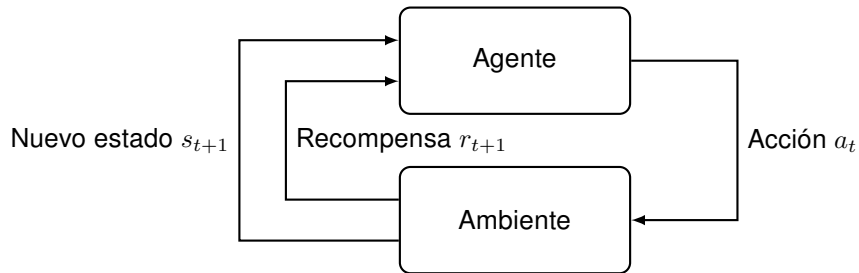 Agente
Nuevo estado $s_{t+1}$
Recompensa $r_{t+1}$
Acción $a_t$
Ambiente